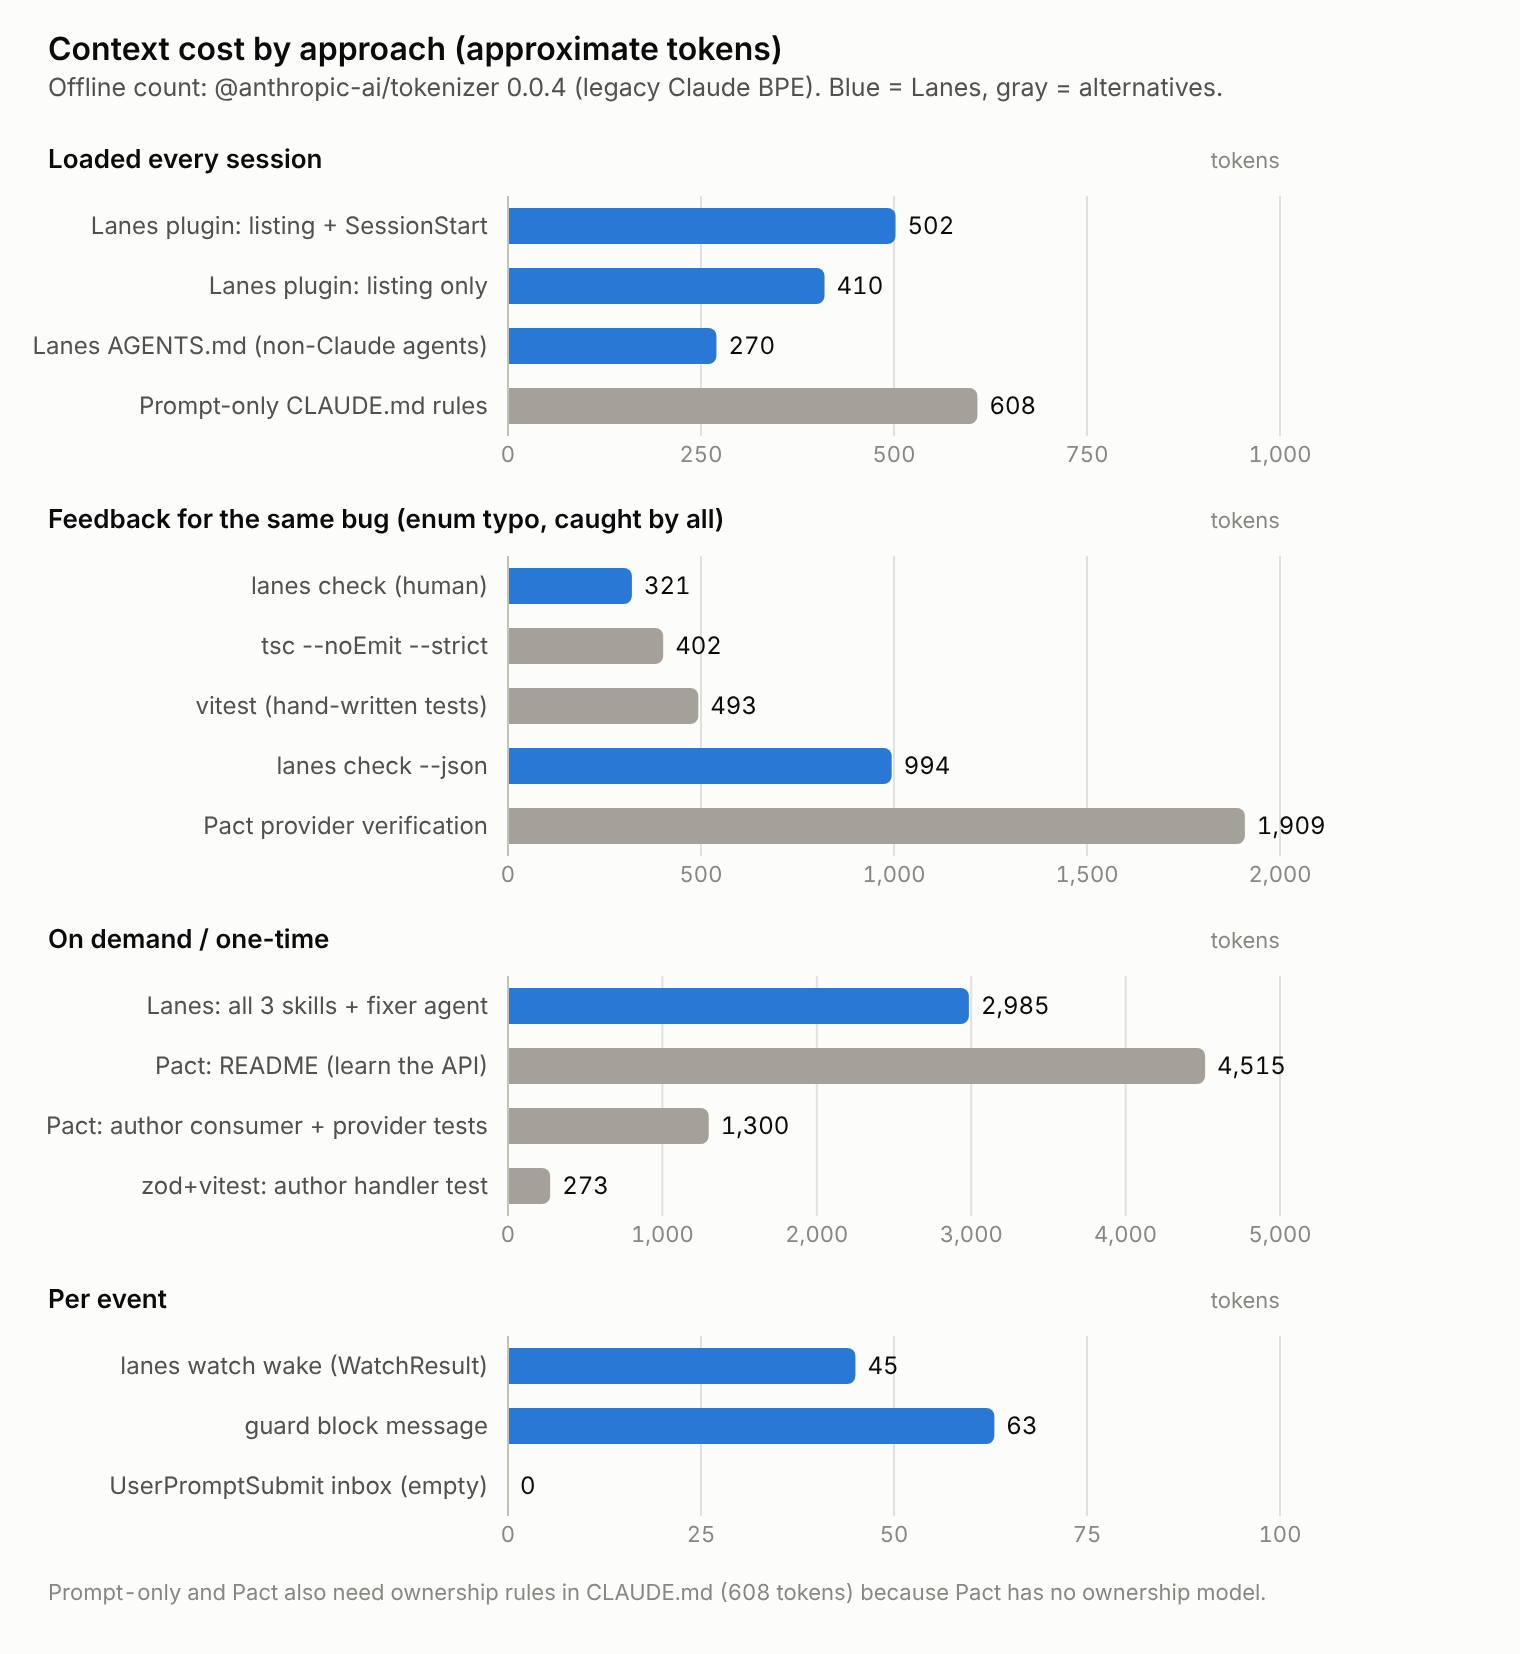 Context cost by approach (approximate tokens)
Offline count: @anthropic-ai/tokenizer 0.0.4 (legacy Claude BPE). Blue = Lanes, gray = alternatives.
Loaded every session
tokens
Lanes plugin: listing + SessionStart
502
Lanes plugin: listing only
410
Lanes AGENTS.md (non-Claude agents)
270
Prompt-only CLAUDE.md rules
608
0 250 500 750 1,000
Feedback for the same bug (enum typo, caught by all)
tokens
lanes check (human)
321
tsc --noEmit --strict
402
vitest (hand-written tests)
493
lanes check --json
994
Pact provider verification
1,909
0 500 1,000 1,500 2,000
On demand / one-time
tokens
Lanes: all 3 skills + fixer agent
2,985
Pact: README (learn the API)
4,515
Pact: author consumer + provider tests
1,300
zod+vitest: author handler test
273
0 1,000 2,000 3,000 4,000 5,000
Per event
tokens
lanes watch wake (WatchResult)
45
guard block message
63
UserPromptSubmit inbox (empty)
0
0 25 50 75 100
Prompt-only and Pact also need ownership rules in CLAUDE.md (608 tokens) because Pact has no ownership model.